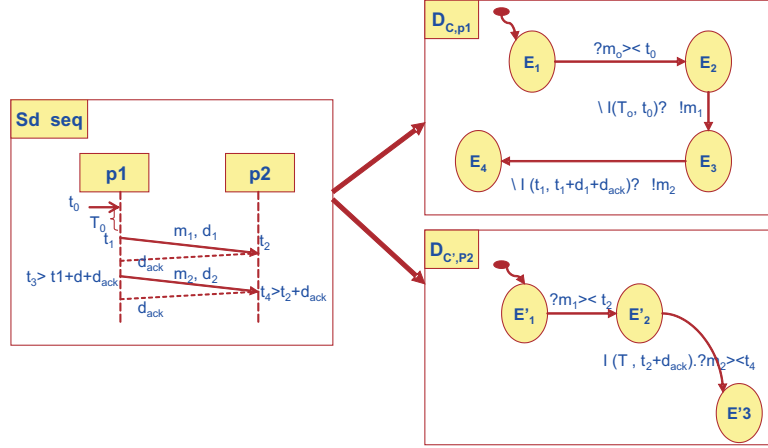 Sd seq
p1
p2
t0
T0
t1
m1, d1
t2
dack
t3> t1+d+dack
m2, d2
t4>t2+dack
dack
DC,p1
E1
?mo>< t0
E2
\ I(To, t0)? !m1
E4
E3
\ I (t1, t1+d1+dack)? !m2
DC',P2
E'1
?m1>< t2
E'2
I (T , t2+dack).?m2><t4
E'3